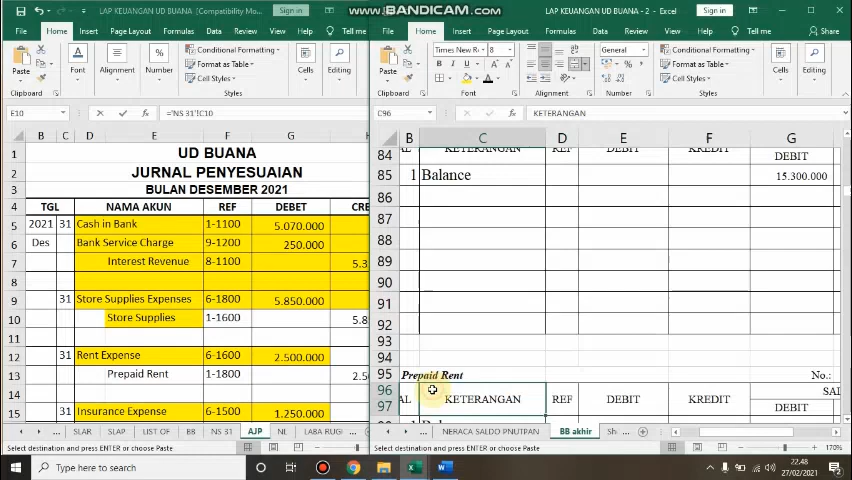 LAP KEUANGAN UD BUANA [Compatibility Mo...
Sign in
WWW.BANDICAM.COM
LAP KEUANGAN UD BUANA - 2 - Excel
Sign in
File Home Insert Page Layout Formulas Data Review View Tell me
File Home Insert Page Layout Formulas Data Review View Tell me
Paste Font Alignment Number Conditional Formatting Format as Table Cell Styles Cells Editing
Clipboard Styles
Paste Times New R 8 B I U General Conditional Formatting Format as Table Cell Styles Cells Editing
Clipboard Font Alignment Number Styles
E10 fx ='NS 31'!C10
C96 fx KETERANGAN
B C D E F G
B C D E F G
1 UD BUANA
2 JURNAL PENYESUAIAN
3 BULAN DESEMBER 2021
4 TGL NAMA AKUN REF DEBET CRE
5 2021 31 Cash in Bank 1-1100 5.070.000
6 Des Bank Service Charge 9-1200 250.000
7 Interest Revenue 8-1100 5.3
8
9 31 Store Supplies Expenses 6-1800 5.850.000
10 Store Supplies 1-1600 5.8
11
12 31 Rent Expense 6-1600 2.500.000
13 Prepaid Rent 1-1800 2.5
14
15 31 Insurance Expense 6-1500 1.250.000
84 AL KETERANGAN REF DEBIT KREDIT DEBIT
85 1 Balance 15.300.000
86
87
88
89
90
91
92
93
94
95 Prepaid Rent No.:
96 SAL
97 AL KETERANGAN REF DEBIT KREDIT DEBIT
... SLAR SLAP LIST OF BB NS 31 AJP NL LABA RUGI
... NERACA SALDO PNUTPAN BB akhir Sh
Select destination and press ENTER or choose Paste
Select destination and press ENTER or choose Paste 170%
Type here to search
22.48
27/02/2021